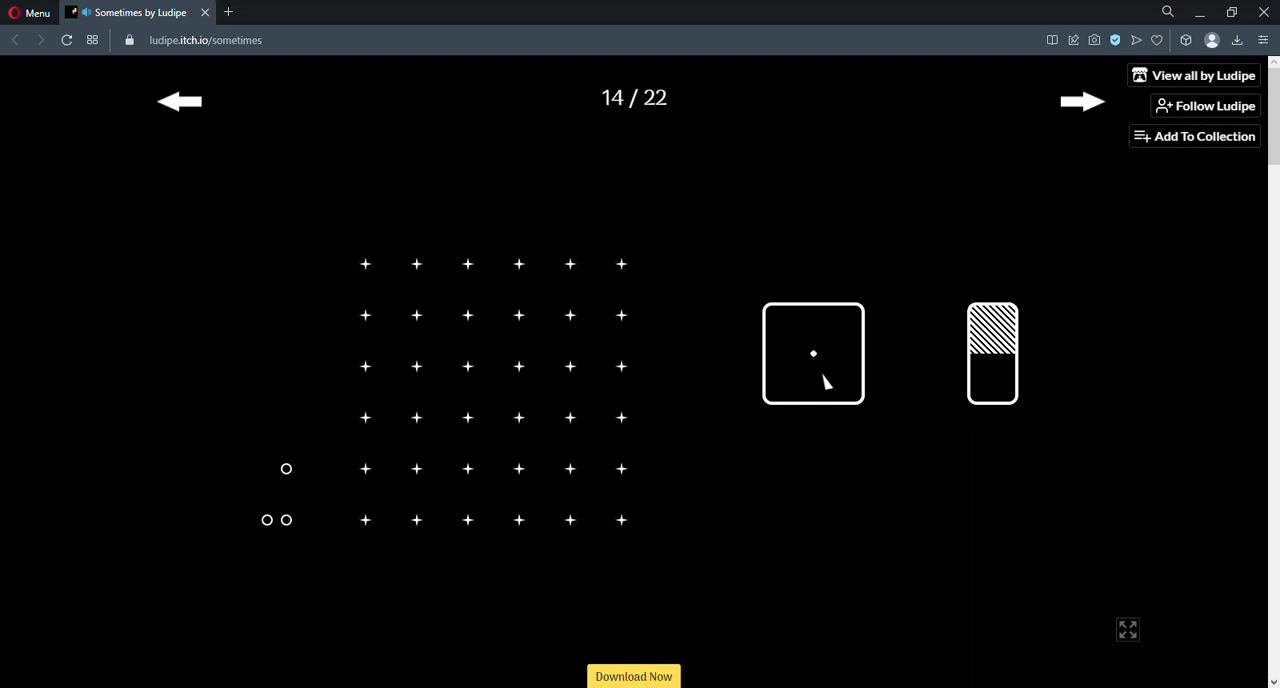 Menu
Sometimes by Ludipe
ludipe.itch.io/sometimes
14 / 22
View all by Ludipe
Follow Ludipe
Add To Collection
Download Now